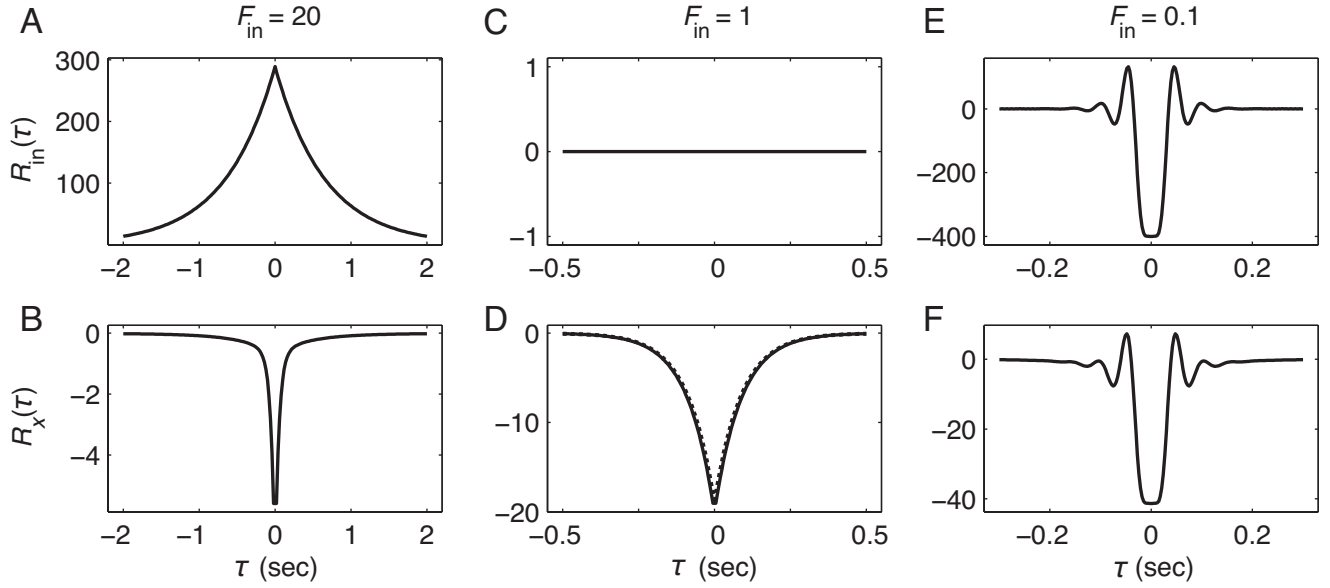 A
F_in = 20
C
F_in = 1
E
F_in = 0.1
R_in(τ)
300
200
100
−2 −1 0 1 2
1
0
−1
−0.5 0 0.5
0
−200
−400
−0.2 0 0.2
B
D
F
R_x(τ)
0
−2
−4
−2 −1 0 1 2
τ (sec)
0
−10
−20
−0.5 0 0.5
τ (sec)
0
−20
−40
−0.2 0 0.2
τ (sec)